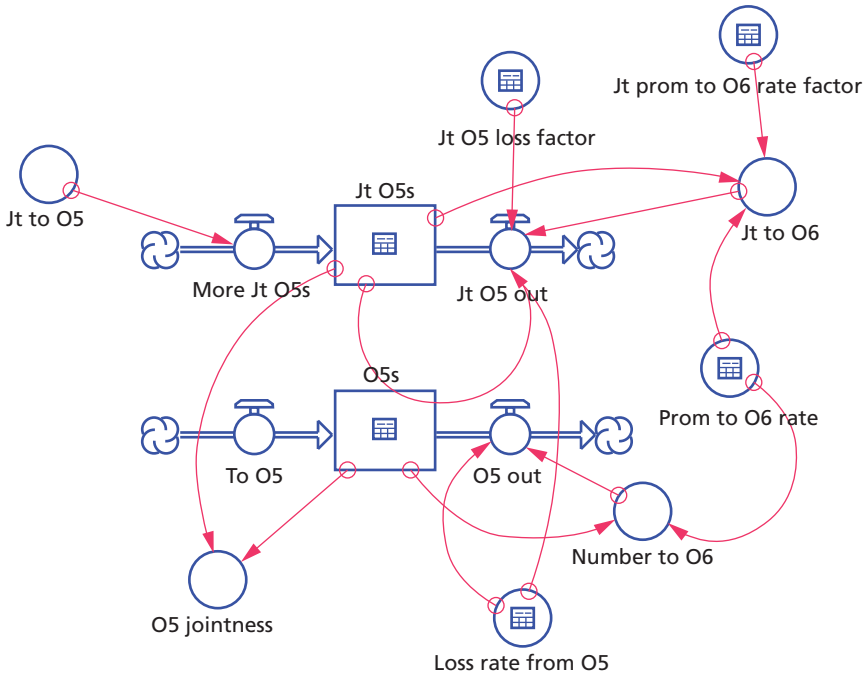 Jt prom to O6 rate factor
Jt O5 loss factor
Jt O5s
Jt to O5
Jt to O6
More Jt O5s
Jt O5 out
O5s
Prom to O6 rate
To O5
O5 out
Number to O6
O5 jointness
Loss rate from O5